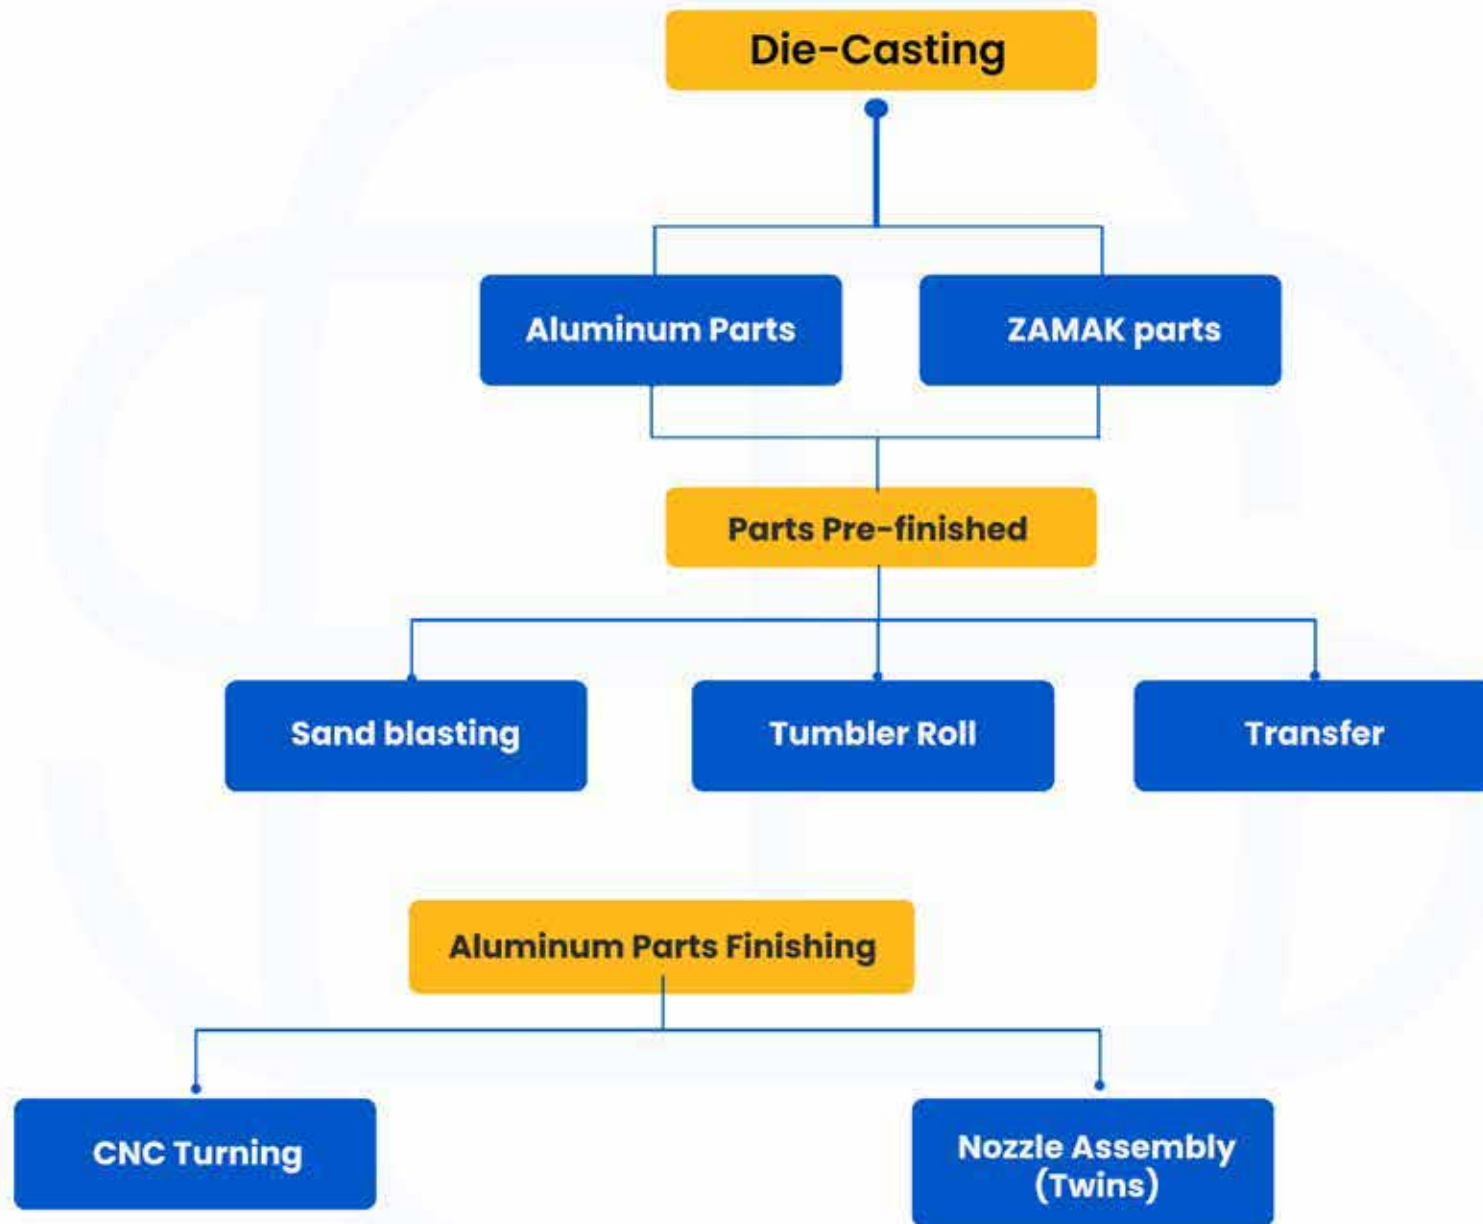 Die-Casting
Aluminum Parts
ZAMAK parts
Parts Pre-finished
Sand blasting
Tumbler Roll
Transfer
Aluminum Parts Finishing
CNC Turning
Nozzle Assembly
(Twins)